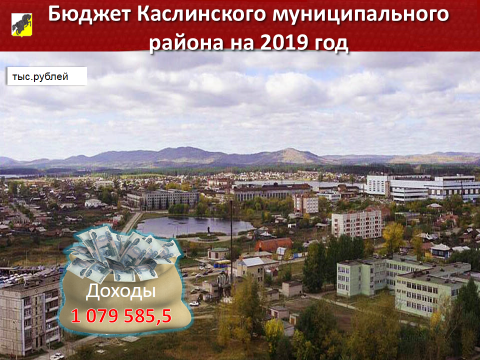 Бюджет Каслинского муниципального
района на 2019 год
тыс.рублей
Доходы
1 079 585,5